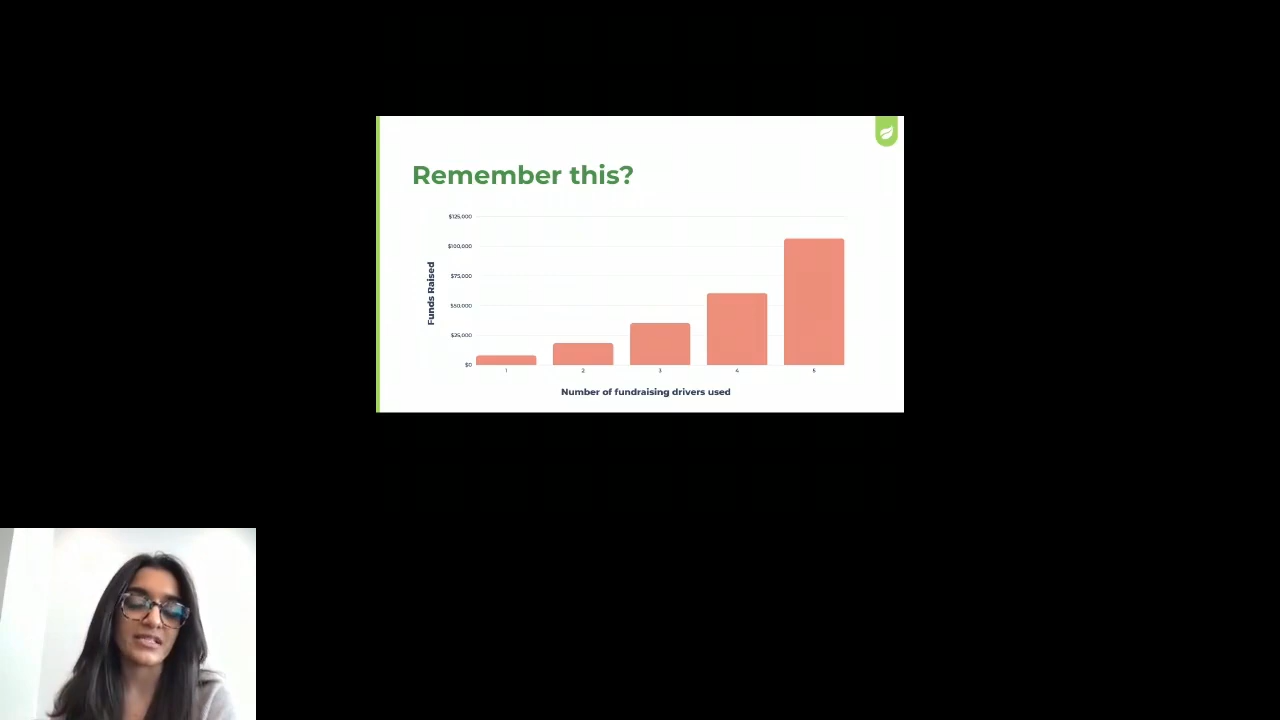 Remember this?
$125,000
$100,000
$75,000
$50,000
$25,000
$0
Funds Raised
1 2 3 4 5
Number of fundraising drivers used